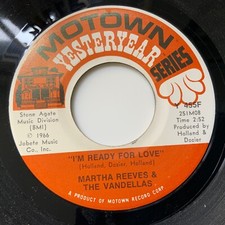 MOTOWN
YESTERYEAR
SERIES
Stone Agate
Music Division
(BMI)
© 1966
Jobete Music
Co., Inc.
Y 455F
251M08
Time 2:52
Produced by
Holland &
Dozier
"I'M READY FOR LOVE"
(Holland, Dozier, Holland)
MARTHA REEVES &
THE VANDELLAS
A PRODUCT OF MOTOWN RECORD CORP